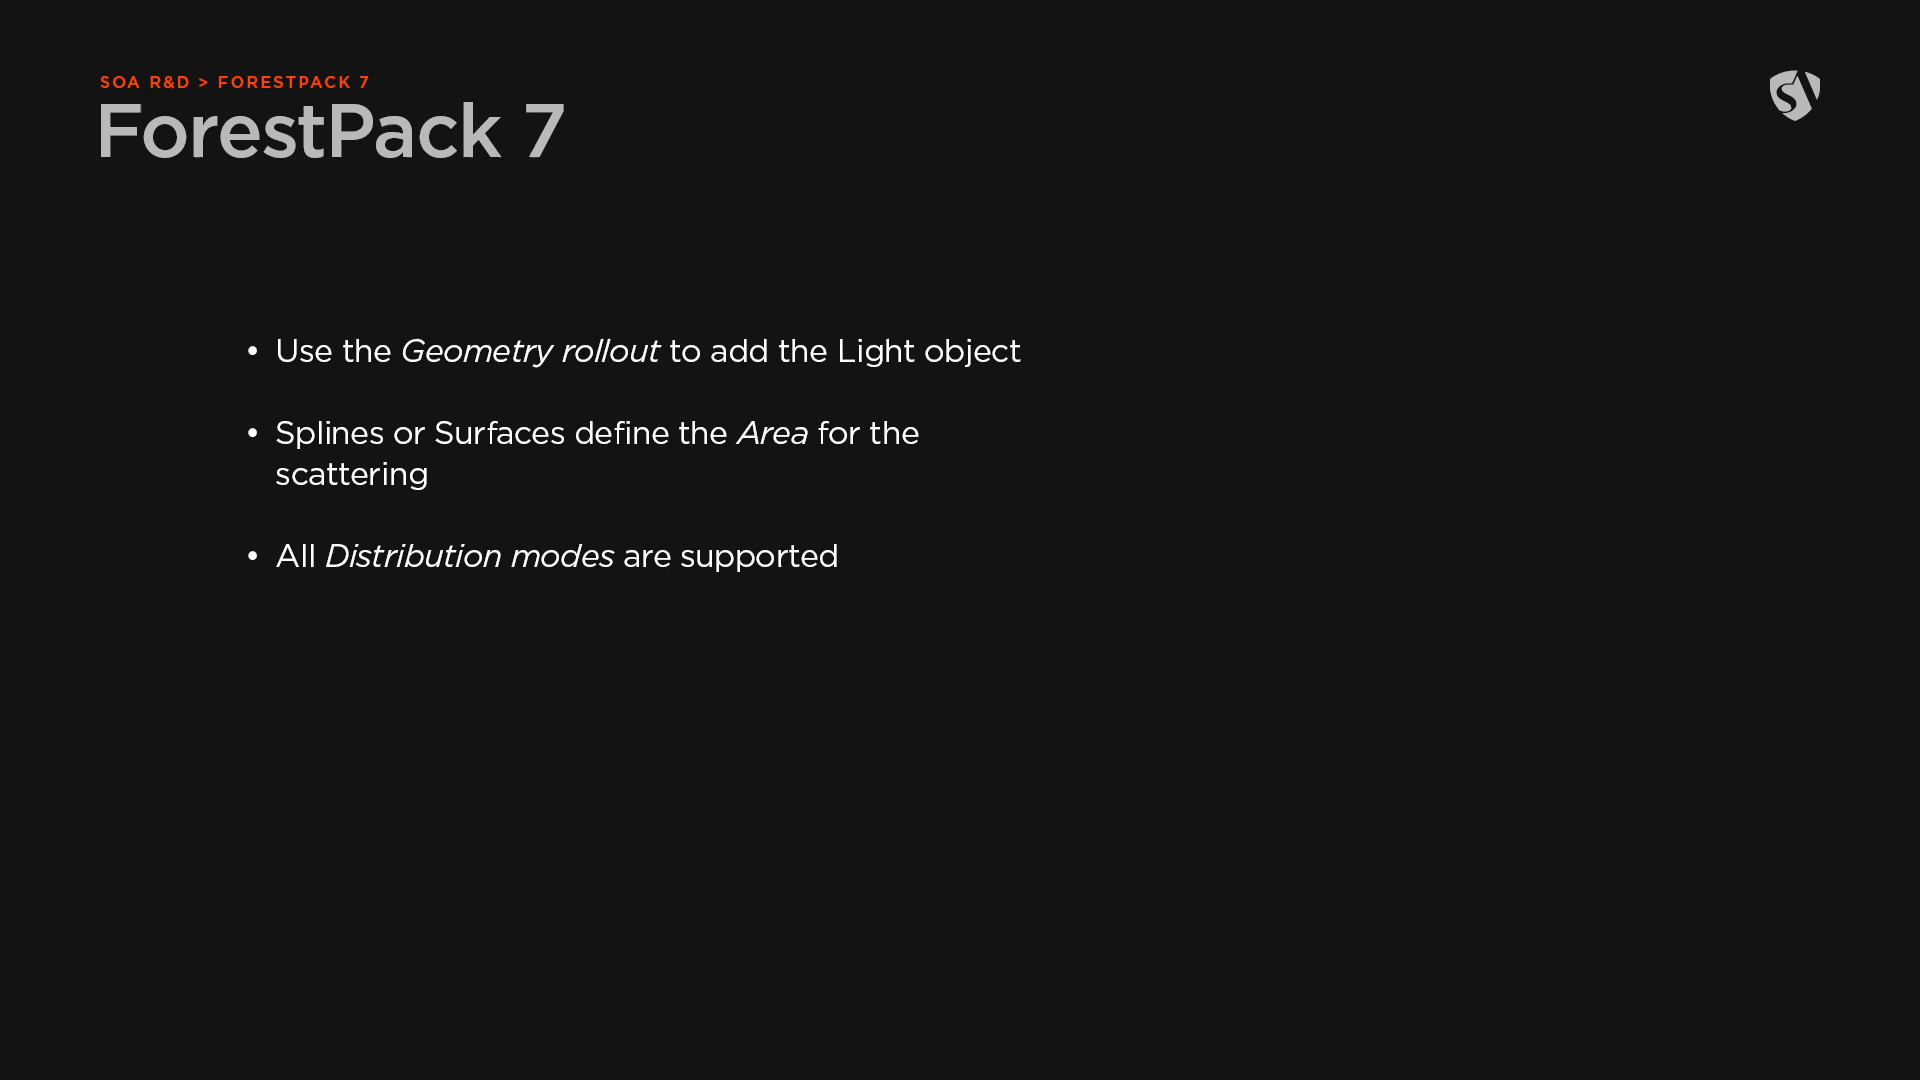 SOA R&D > FORESTPACK 7
ForestPack 7
• Use the Geometry rollout to add the Light object
• Splines or Surfaces define the Area for the
scattering
• All Distribution modes are supported